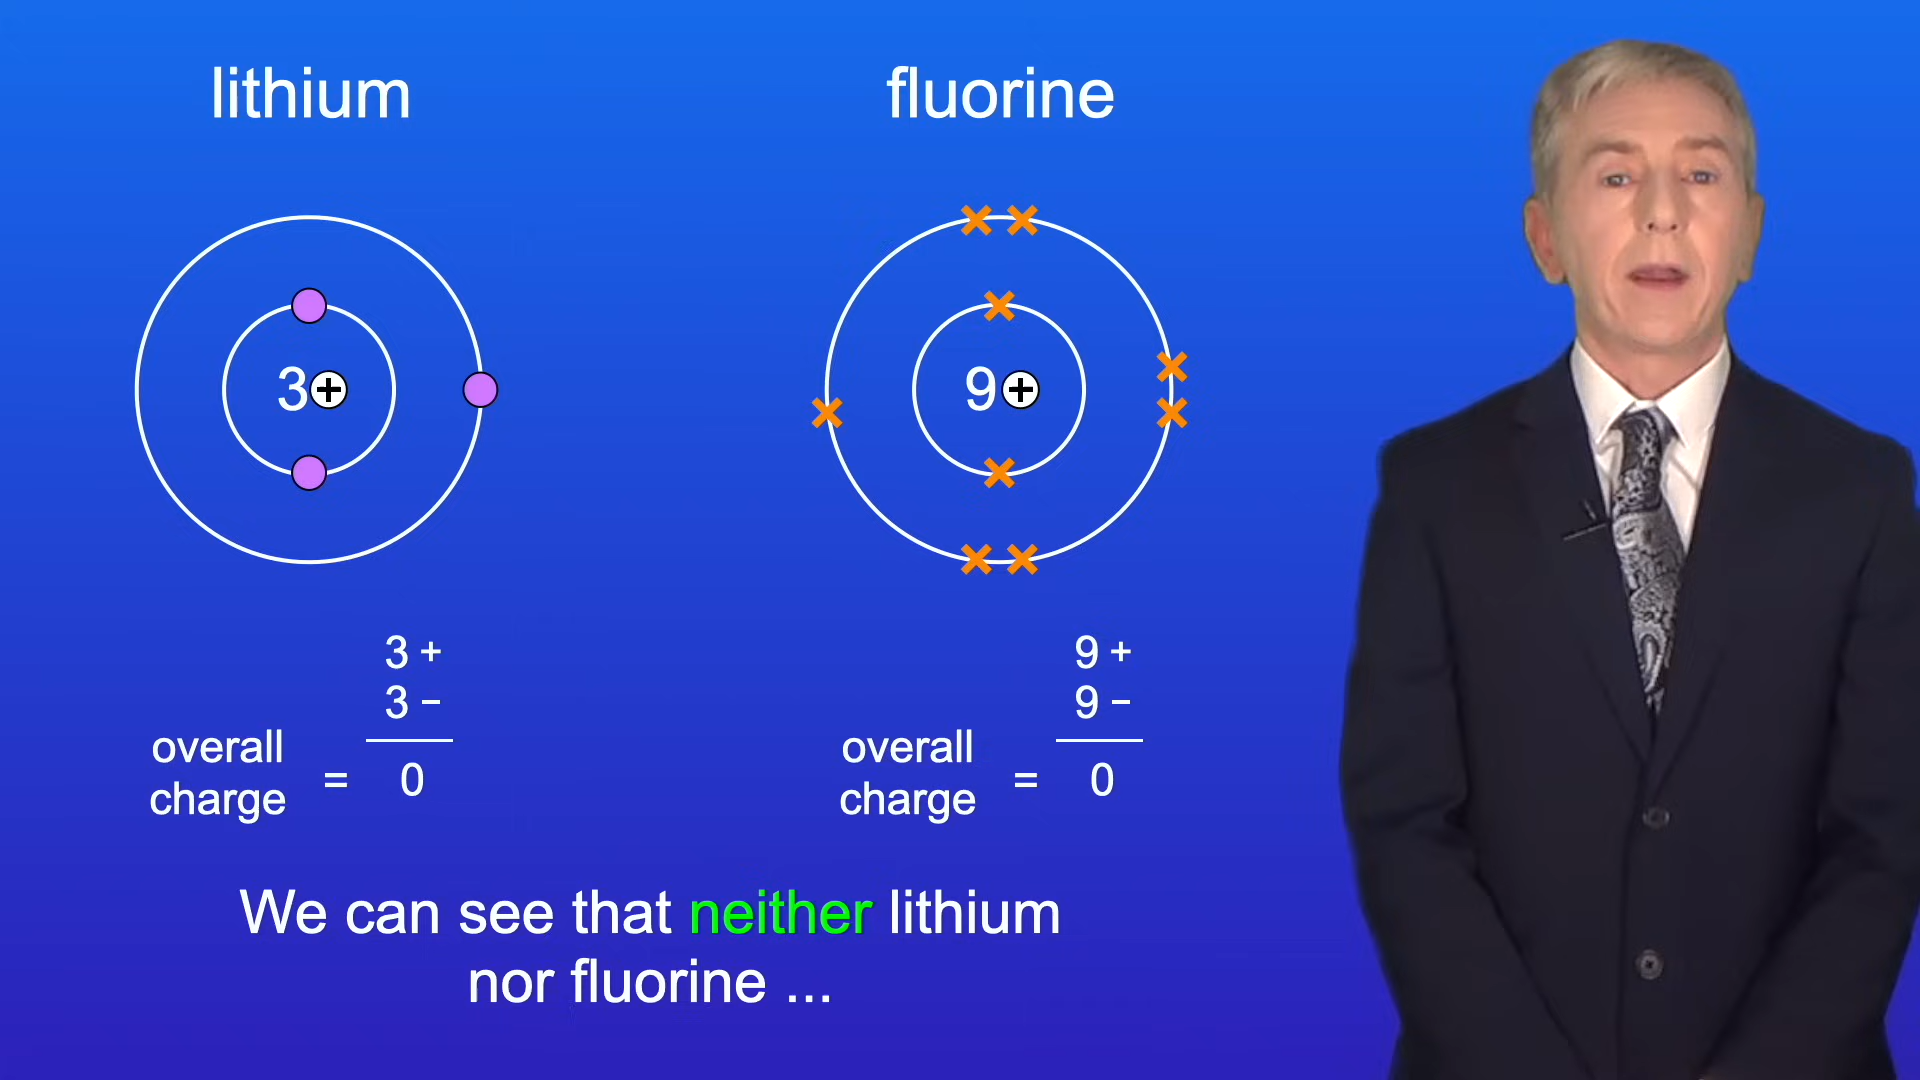 lithium
fluorine
3+
9+
3 +
3 −
overall
charge
= 0
9 +
9 −
overall
charge
= 0
We can see that neither lithium
nor fluorine ...